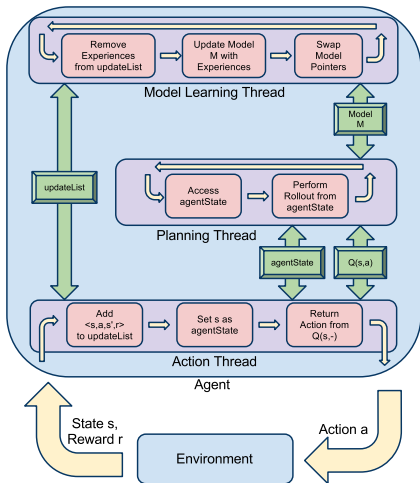 Remove
Experiences
from updateList
Update Model
M with
Experiences
Swap
Model
Pointers
Model Learning Thread
Model
M
updateList
Access
agentState
Perform
Rollout from
agentState
Planning Thread
agentState
Q(s,a)
Add
<s,a,s',r>
to updateList
Set s as
agentState
Return
Action from
Q(s,-)
Action Thread
Agent
State s,
Reward r
Action a
Environment